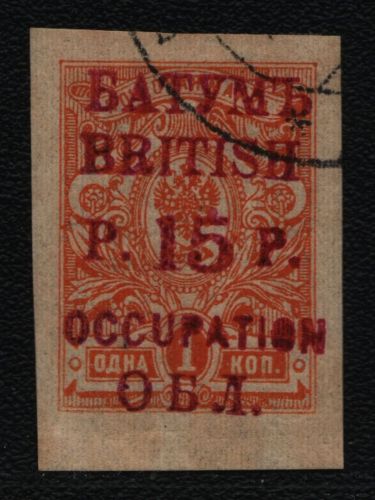 БАТУМЪ
BRITISH
Р. 15 Р.
OCCUPATION
ОДНА 1 КОП.
ОБЛ.